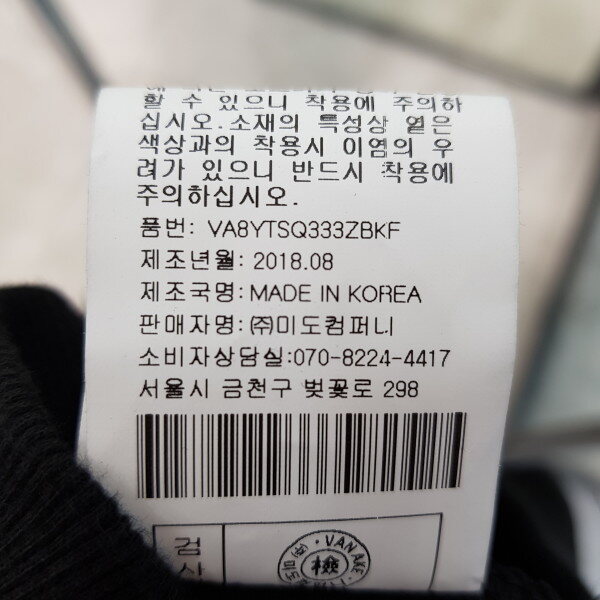 할 수 있으니 착용에 주의하
십시오.소재의 특성상 옅은
색상과의 착용시 이염의 우
려가 있으니 반드시 착용에
주의하십시오.
품번: VA8YTSQ333ZBKF
제조년월: 2018.08
제조국명: MADE IN KOREA
판매자명: ㈜미도컴퍼니
소비자상담실:070-8224-4417
서울시 금천구 벚꽃로 298
검
VAN AKE
檢